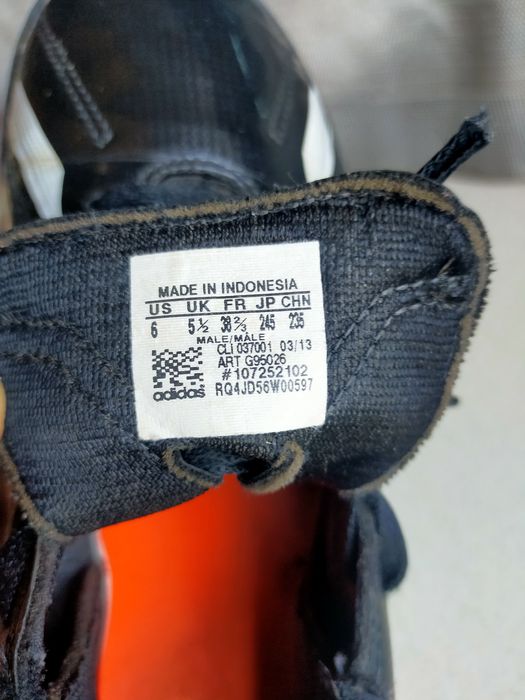 MADE IN INDONESIA
US UK FR JP CHN
6 5½ 38⅔ 245 235
MALE/MÂLE
CLI 037001 03/13
ART G95026
#107252102
adidas RQ4JD56W00597